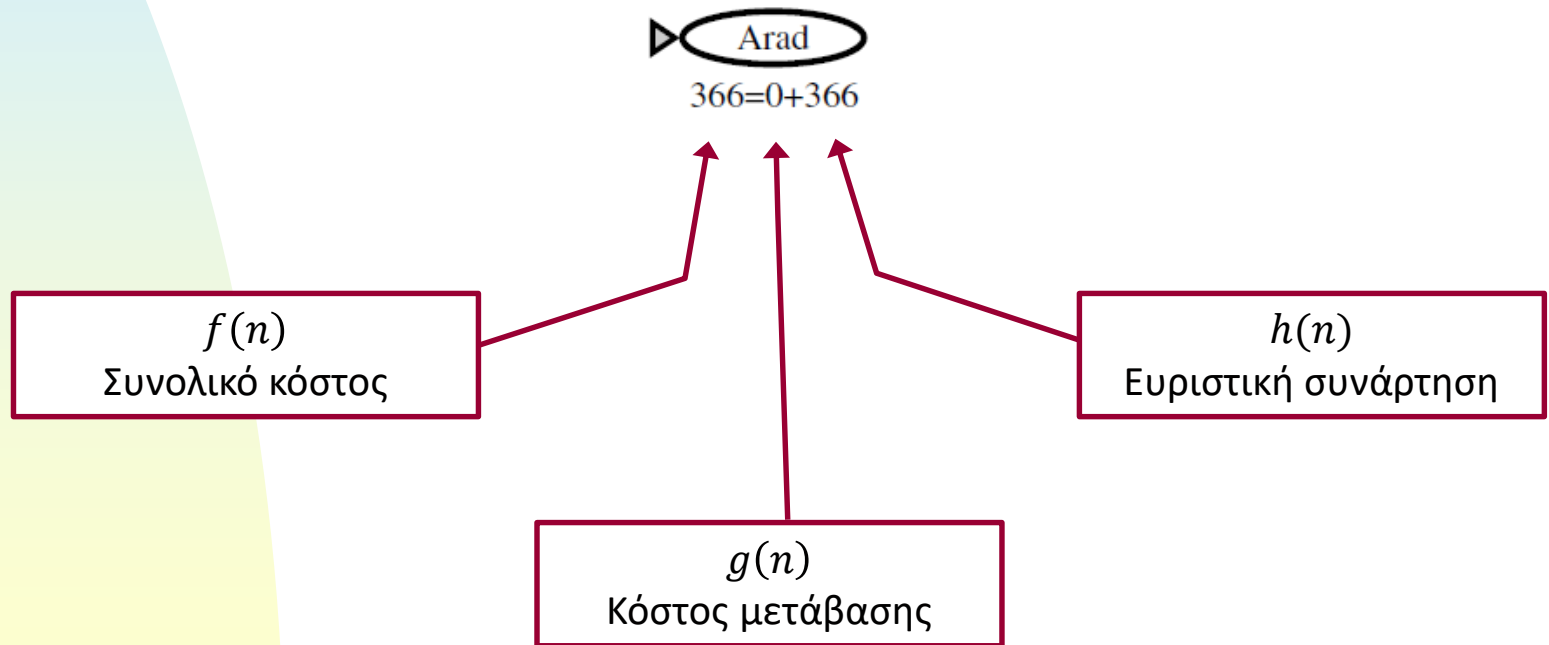 Arad
366=0+366
f(n)
Συνολικό κόστος
h(n)
Ευριστική συνάρτηση
g(n)
Κόστος μετάβασης